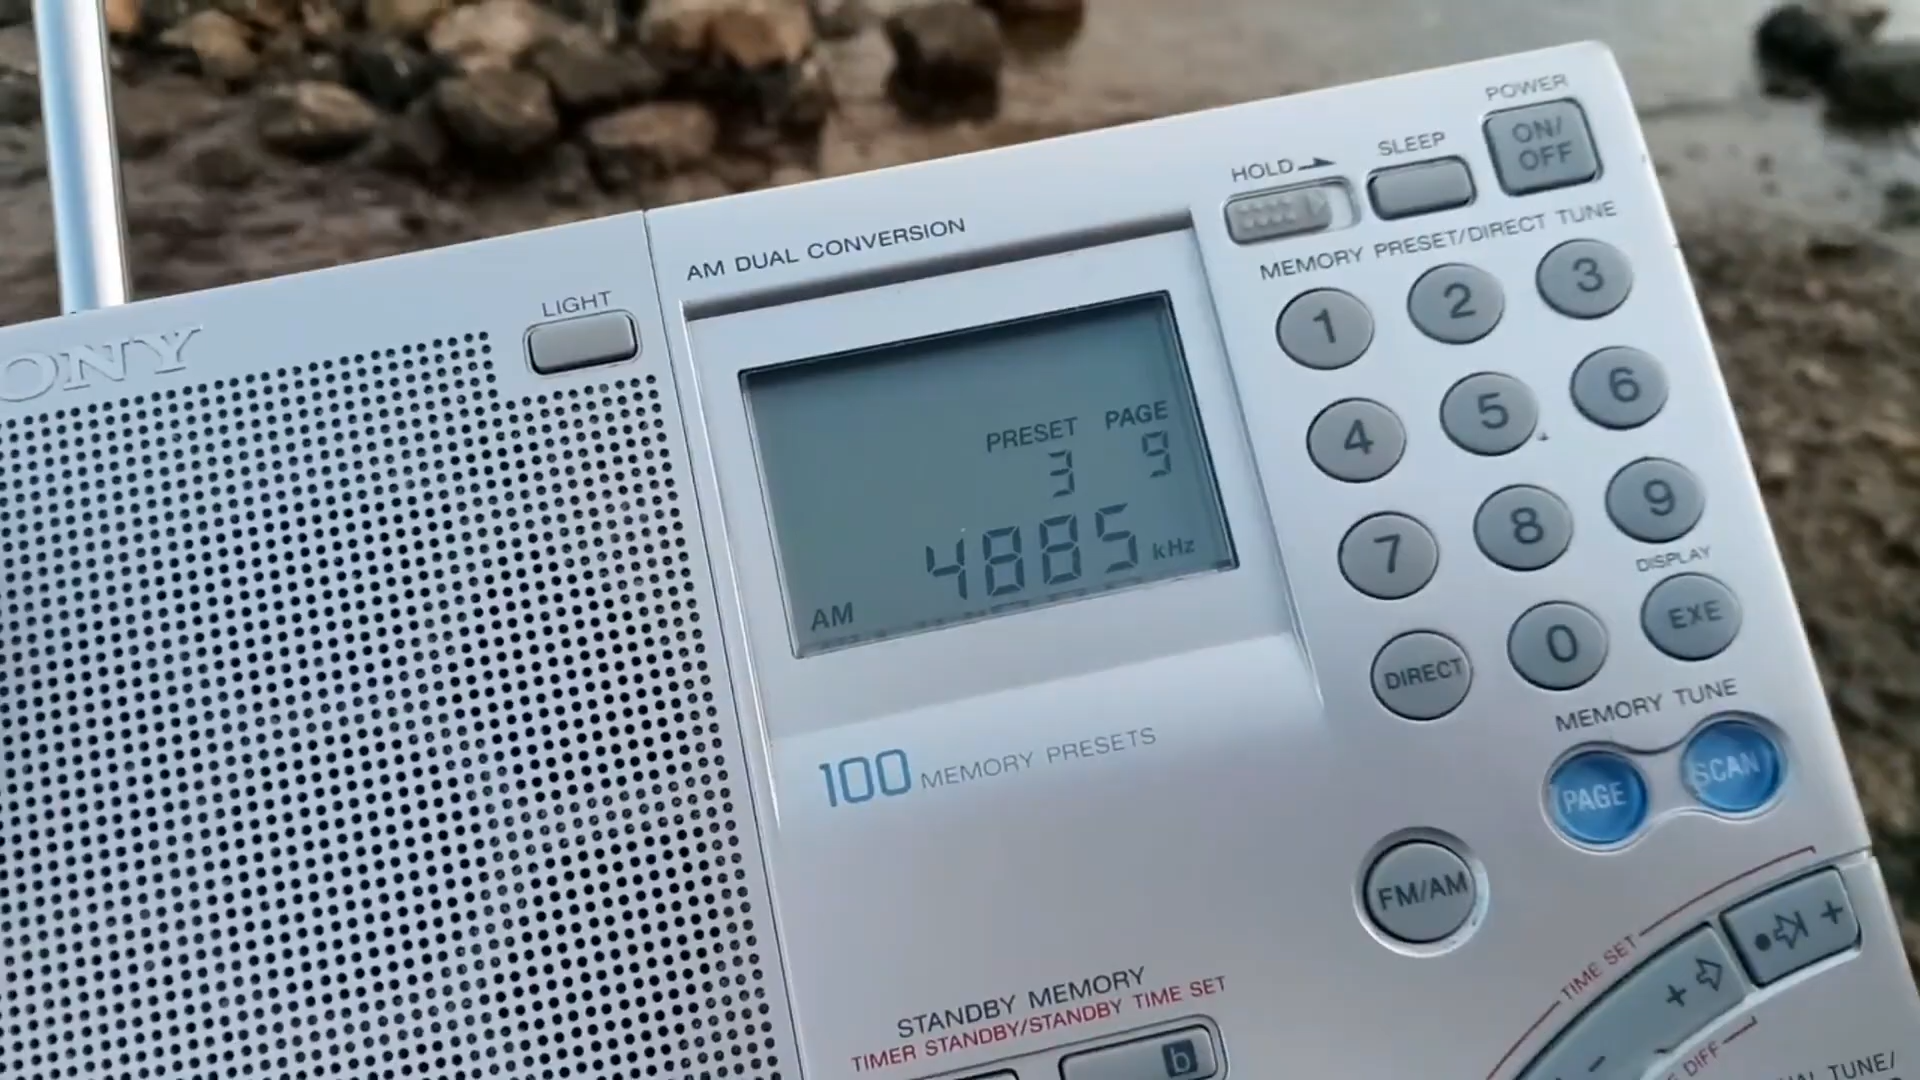 ONY
LIGHT
AM DUAL CONVERSION
HOLD
SLEEP
POWER
ON/
OFF
MEMORY PRESET/DIRECT TUNE
1 2 3
4 5 6
7 8 9
DISPLAY
DIRECT 0 EXE
PRESET PAGE
3 9
4885 kHz
AM
100 MEMORY PRESETS
MEMORY TUNE
PAGE SCAN
FM/AM
STANDBY MEMORY
TIMER STANDBY/STANDBY TIME SET
b
TIME SET
+
+
-
DIFF
TUNE/